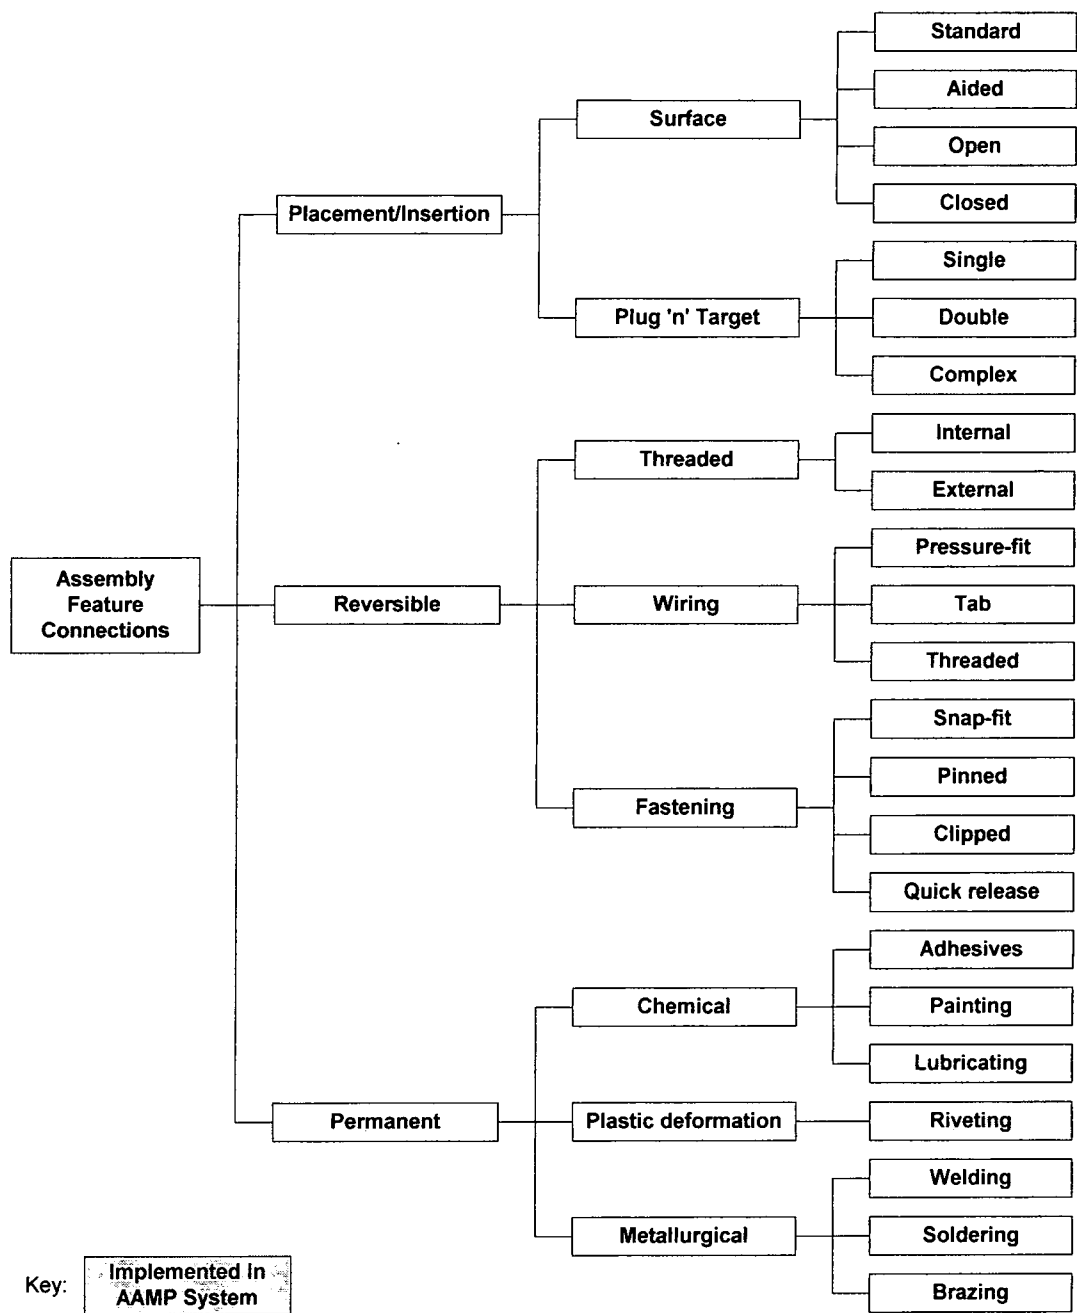 Standard
Aided
Surface
Open
Closed
Placement/Insertion
Single
Plug 'n' Target
Double
Complex
Internal
Threaded
External
Pressure-fit
Assembly
Feature
Connections
Reversible
Wiring
Tab
Threaded
Snap-fit
Pinned
Fastening
Clipped
Quick release
Adhesives
Chemical
Painting
Lubricating
Permanent
Plastic deformation
Riveting
Welding
Metallurgical
Soldering
Brazing
Key:
Implemented in
AAMP System